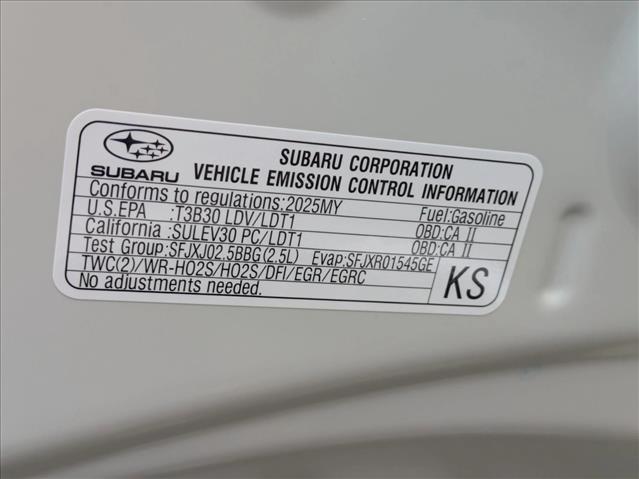 SUBARU
SUBARU CORPORATION
VEHICLE EMISSION CONTROL INFORMATION
Conforms to regulations:2025MY Fuel:Gasoline
U.S.EPA :T3B30 LDV/LDT1 OBD:CA II
California :SULEV30 PC/LDT1 OBD:CA II
Test Group:SFJXJ02.5BBG(2.5L) Evap:SFJXR01545GE
TWC(2)/WR-HO2S/HO2S/DFI/EGR/EGRC
No adjustments needed.
KS